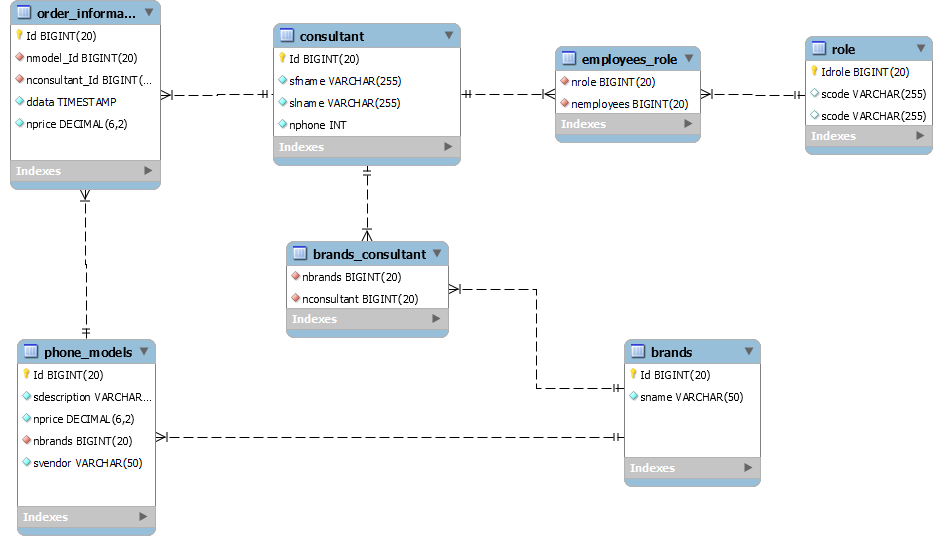 order_informa...
Id BIGINT(20)
nmodel_Id BIGINT(20)
nconsultant_Id BIGINT(...
ddata TIMESTAMP
nprice DECIMAL(6,2)
Indexes
consultant
Id BIGINT(20)
sfname VARCHAR(255)
slname VARCHAR(255)
nphone INT
Indexes
employees_role
nrole BIGINT(20)
nemployees BIGINT(20)
Indexes
role
Idrole BIGINT(20)
scode VARCHAR(255)
scode VARCHAR(255)
Indexes
brands_consultant
nbrands BIGINT(20)
nconsultant BIGINT(20)
Indexes
phone_models
Id BIGINT(20)
sdescription VARCHAR...
nprice DECIMAL(6,2)
nbrands BIGINT(20)
svendor VARCHAR(50)
Indexes
brands
Id BIGINT(20)
sname VARCHAR(50)
Indexes